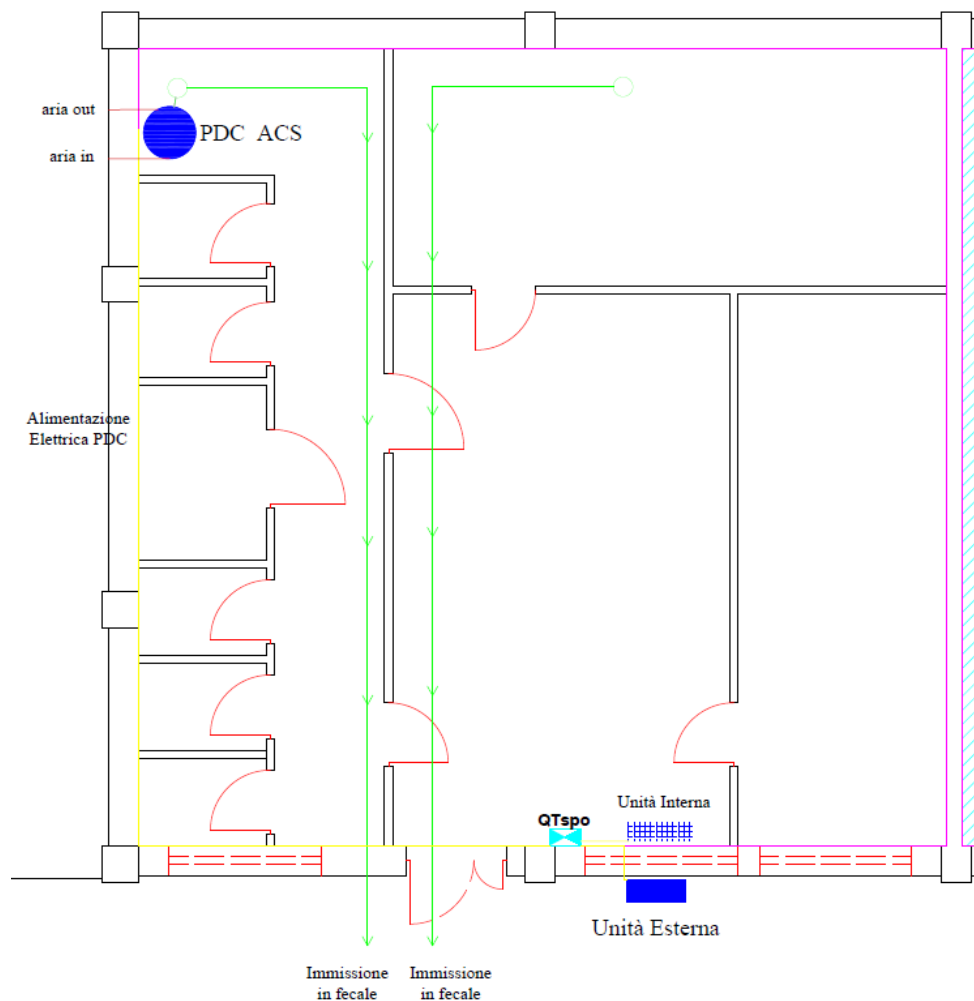 aria out
PDC ACS
aria in
Alimentazione
Elettrica PDC
Unità Interna
QTspo
Unità Esterna
Immissione
in fecale
Immissione
in fecale